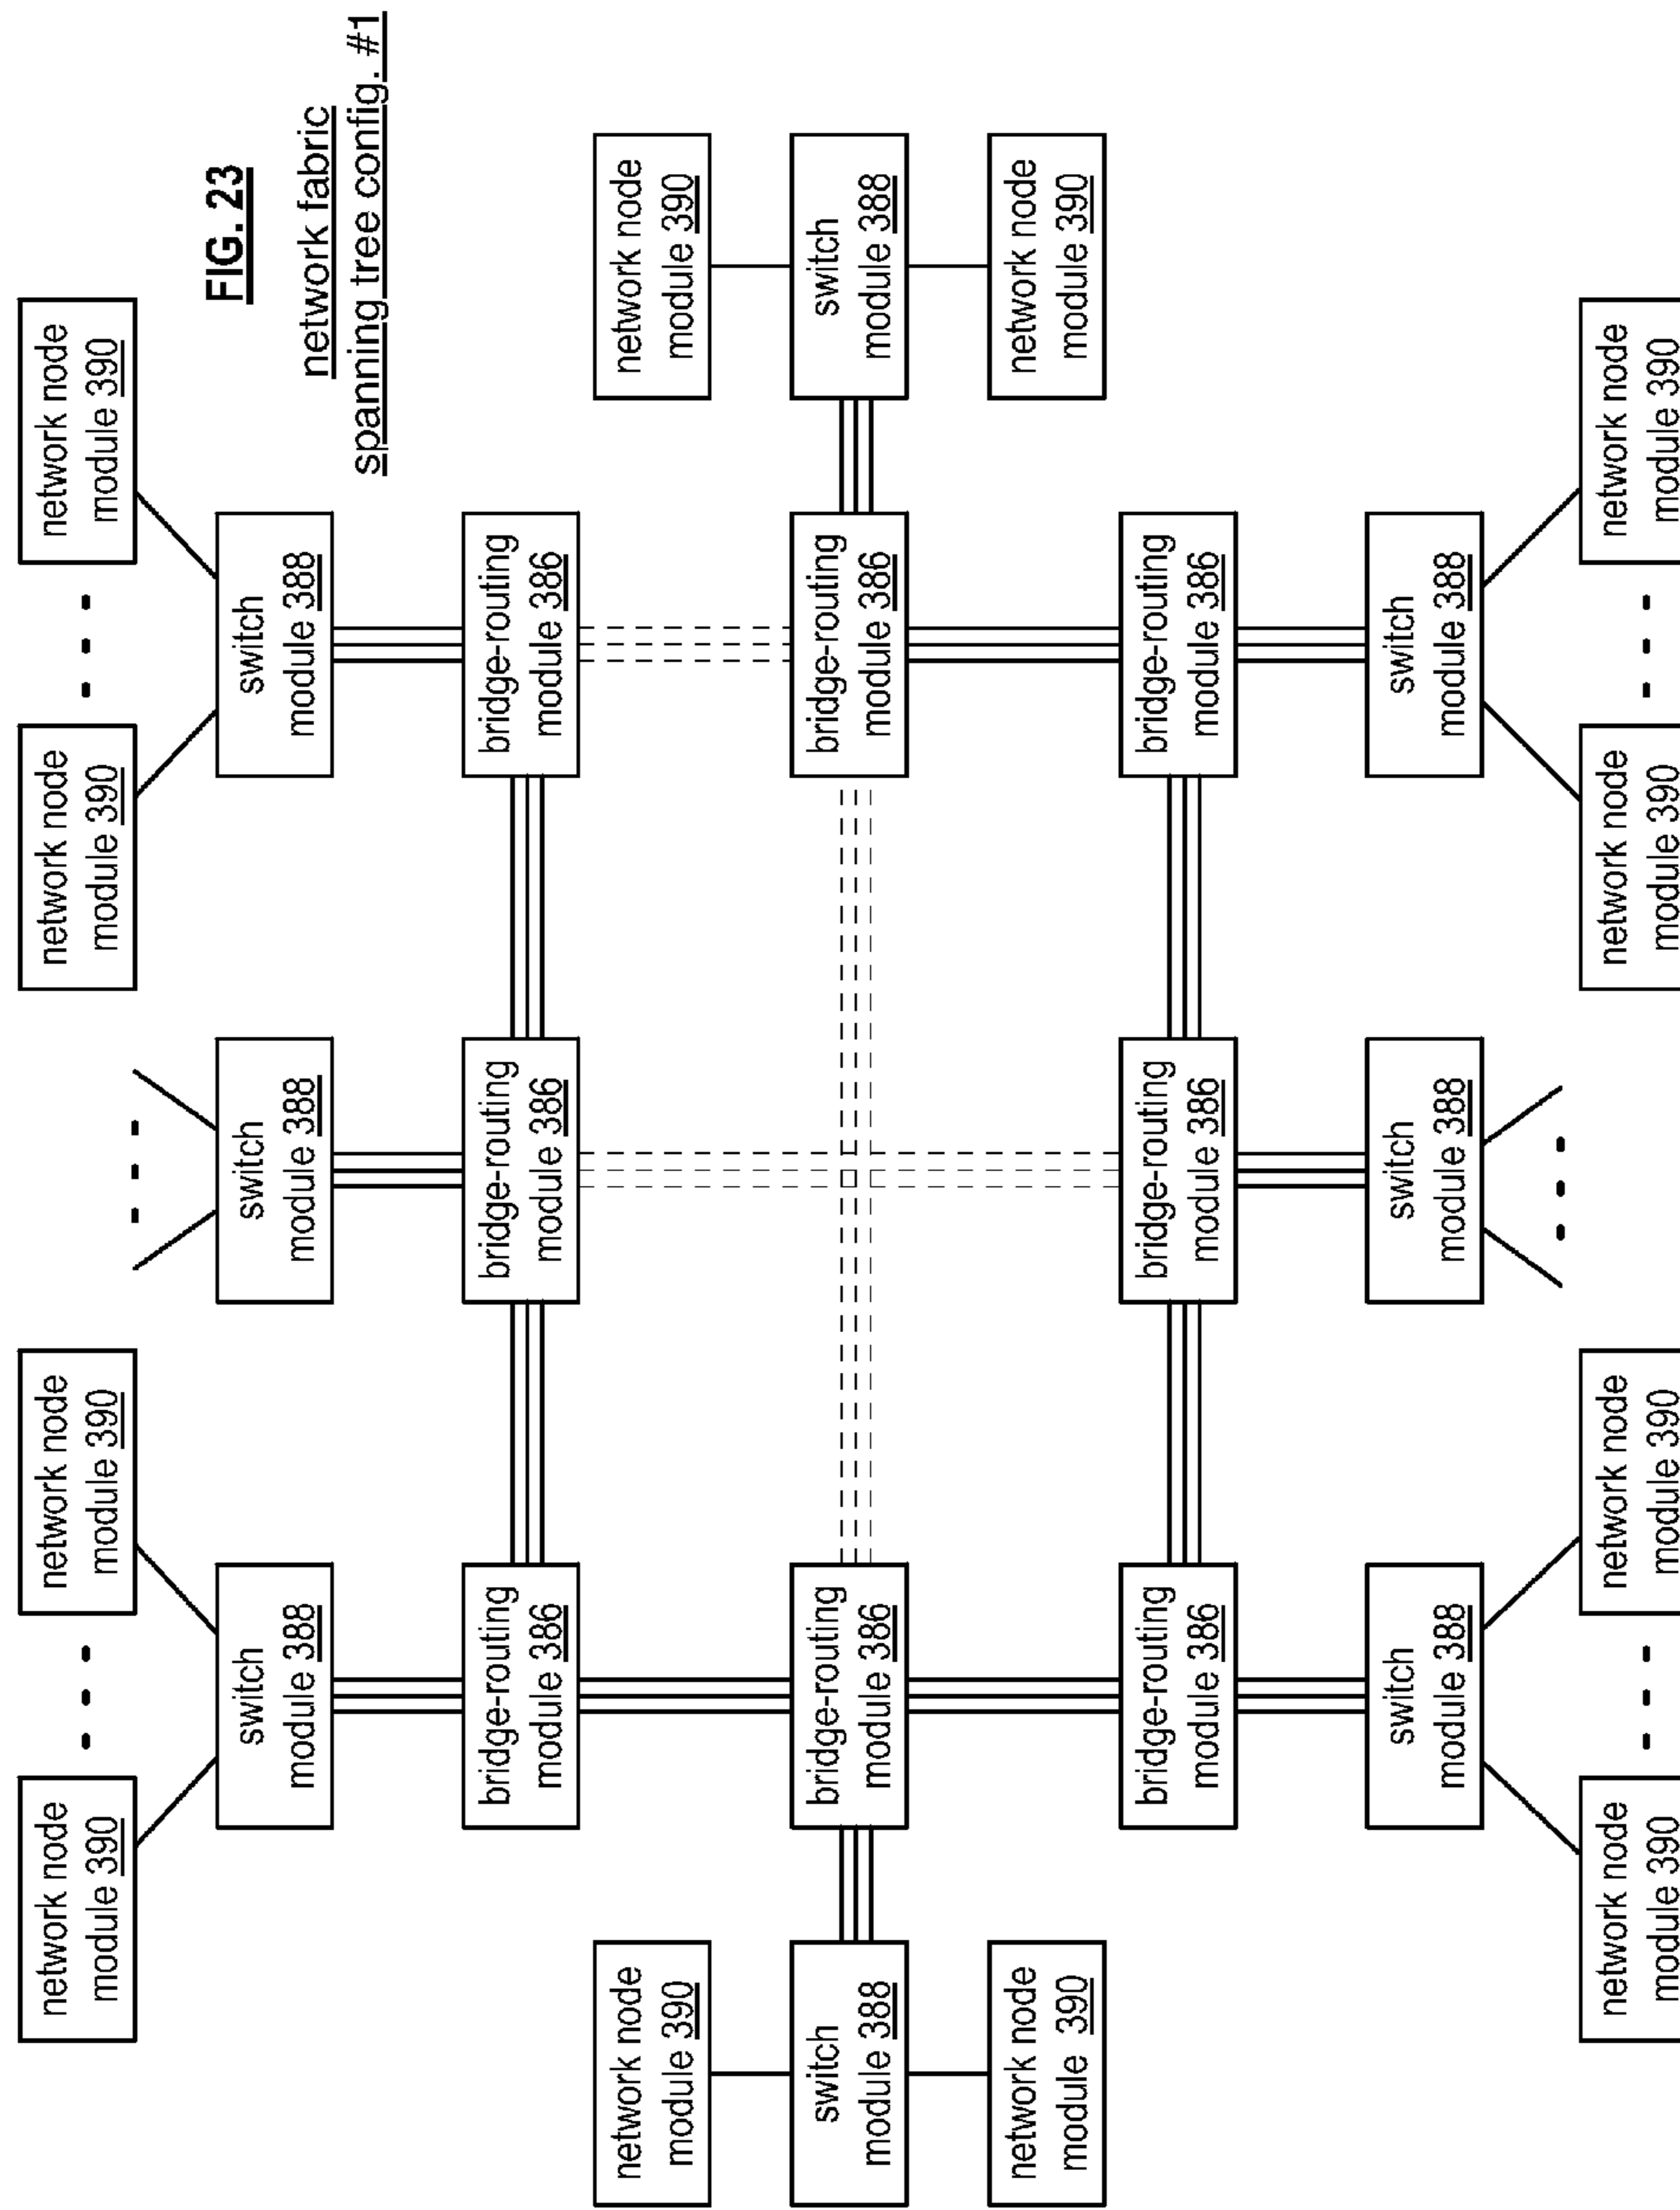 network node
module 390
network node
module 390
network node
module 390
network node
module 390
FIG. 23
network fabric
spanning tree config. #1
switch
module 388
switch
module 388
switch
module 388
bridge-routing
module 386
bridge-routing
module 386
bridge-routing
module 386
network node
module 390
network node
module 390
switch
module 388
bridge-routing
module 386
bridge-routing
module 386
switch
module 388
network node
module 390
network node
module 390
bridge-routing
module 386
bridge-routing
module 386
bridge-routing
module 386
switch
module 388
switch
module 388
switch
module 388
network node
module 390
network node
module 390
network node
module 390
network node
module 390